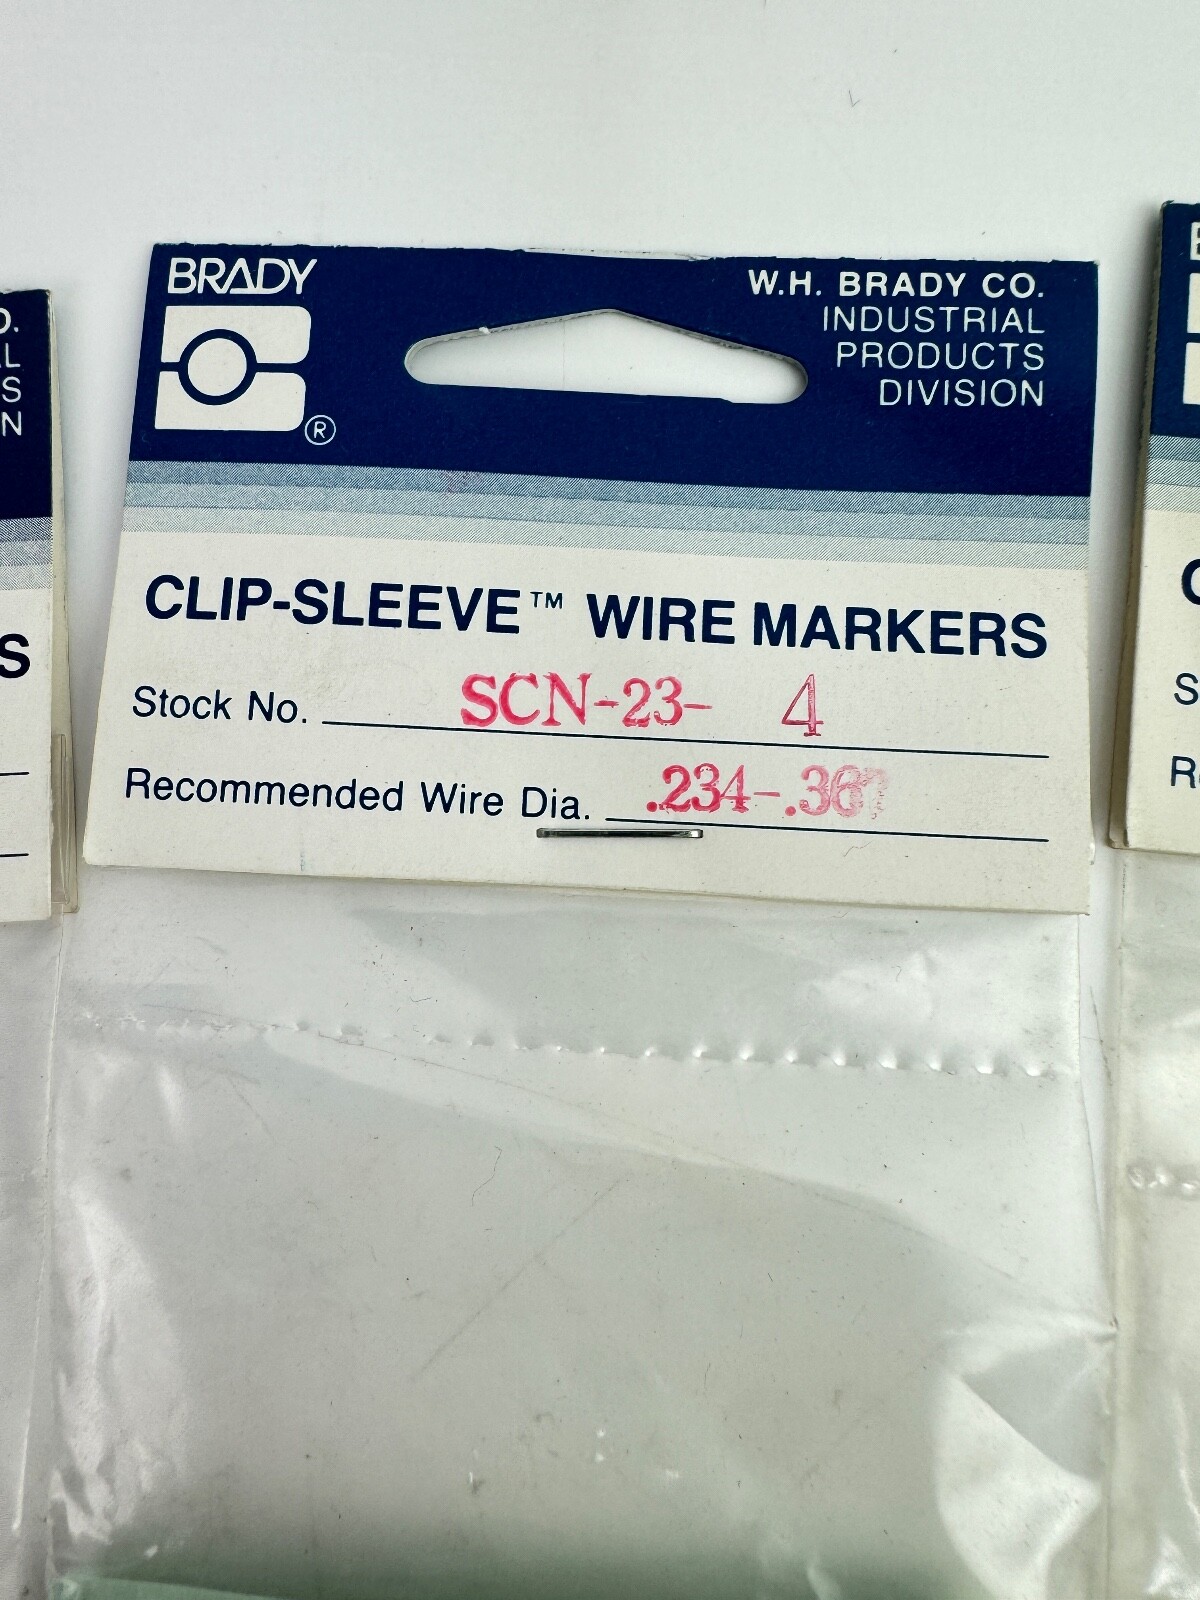 BRADY
®
W.H. BRADY CO.
INDUSTRIAL
PRODUCTS
DIVISION
CLIP-SLEEVE™ WIRE MARKERS
Stock No. SCN-23- 4
Recommended Wire Dia. .234-.367